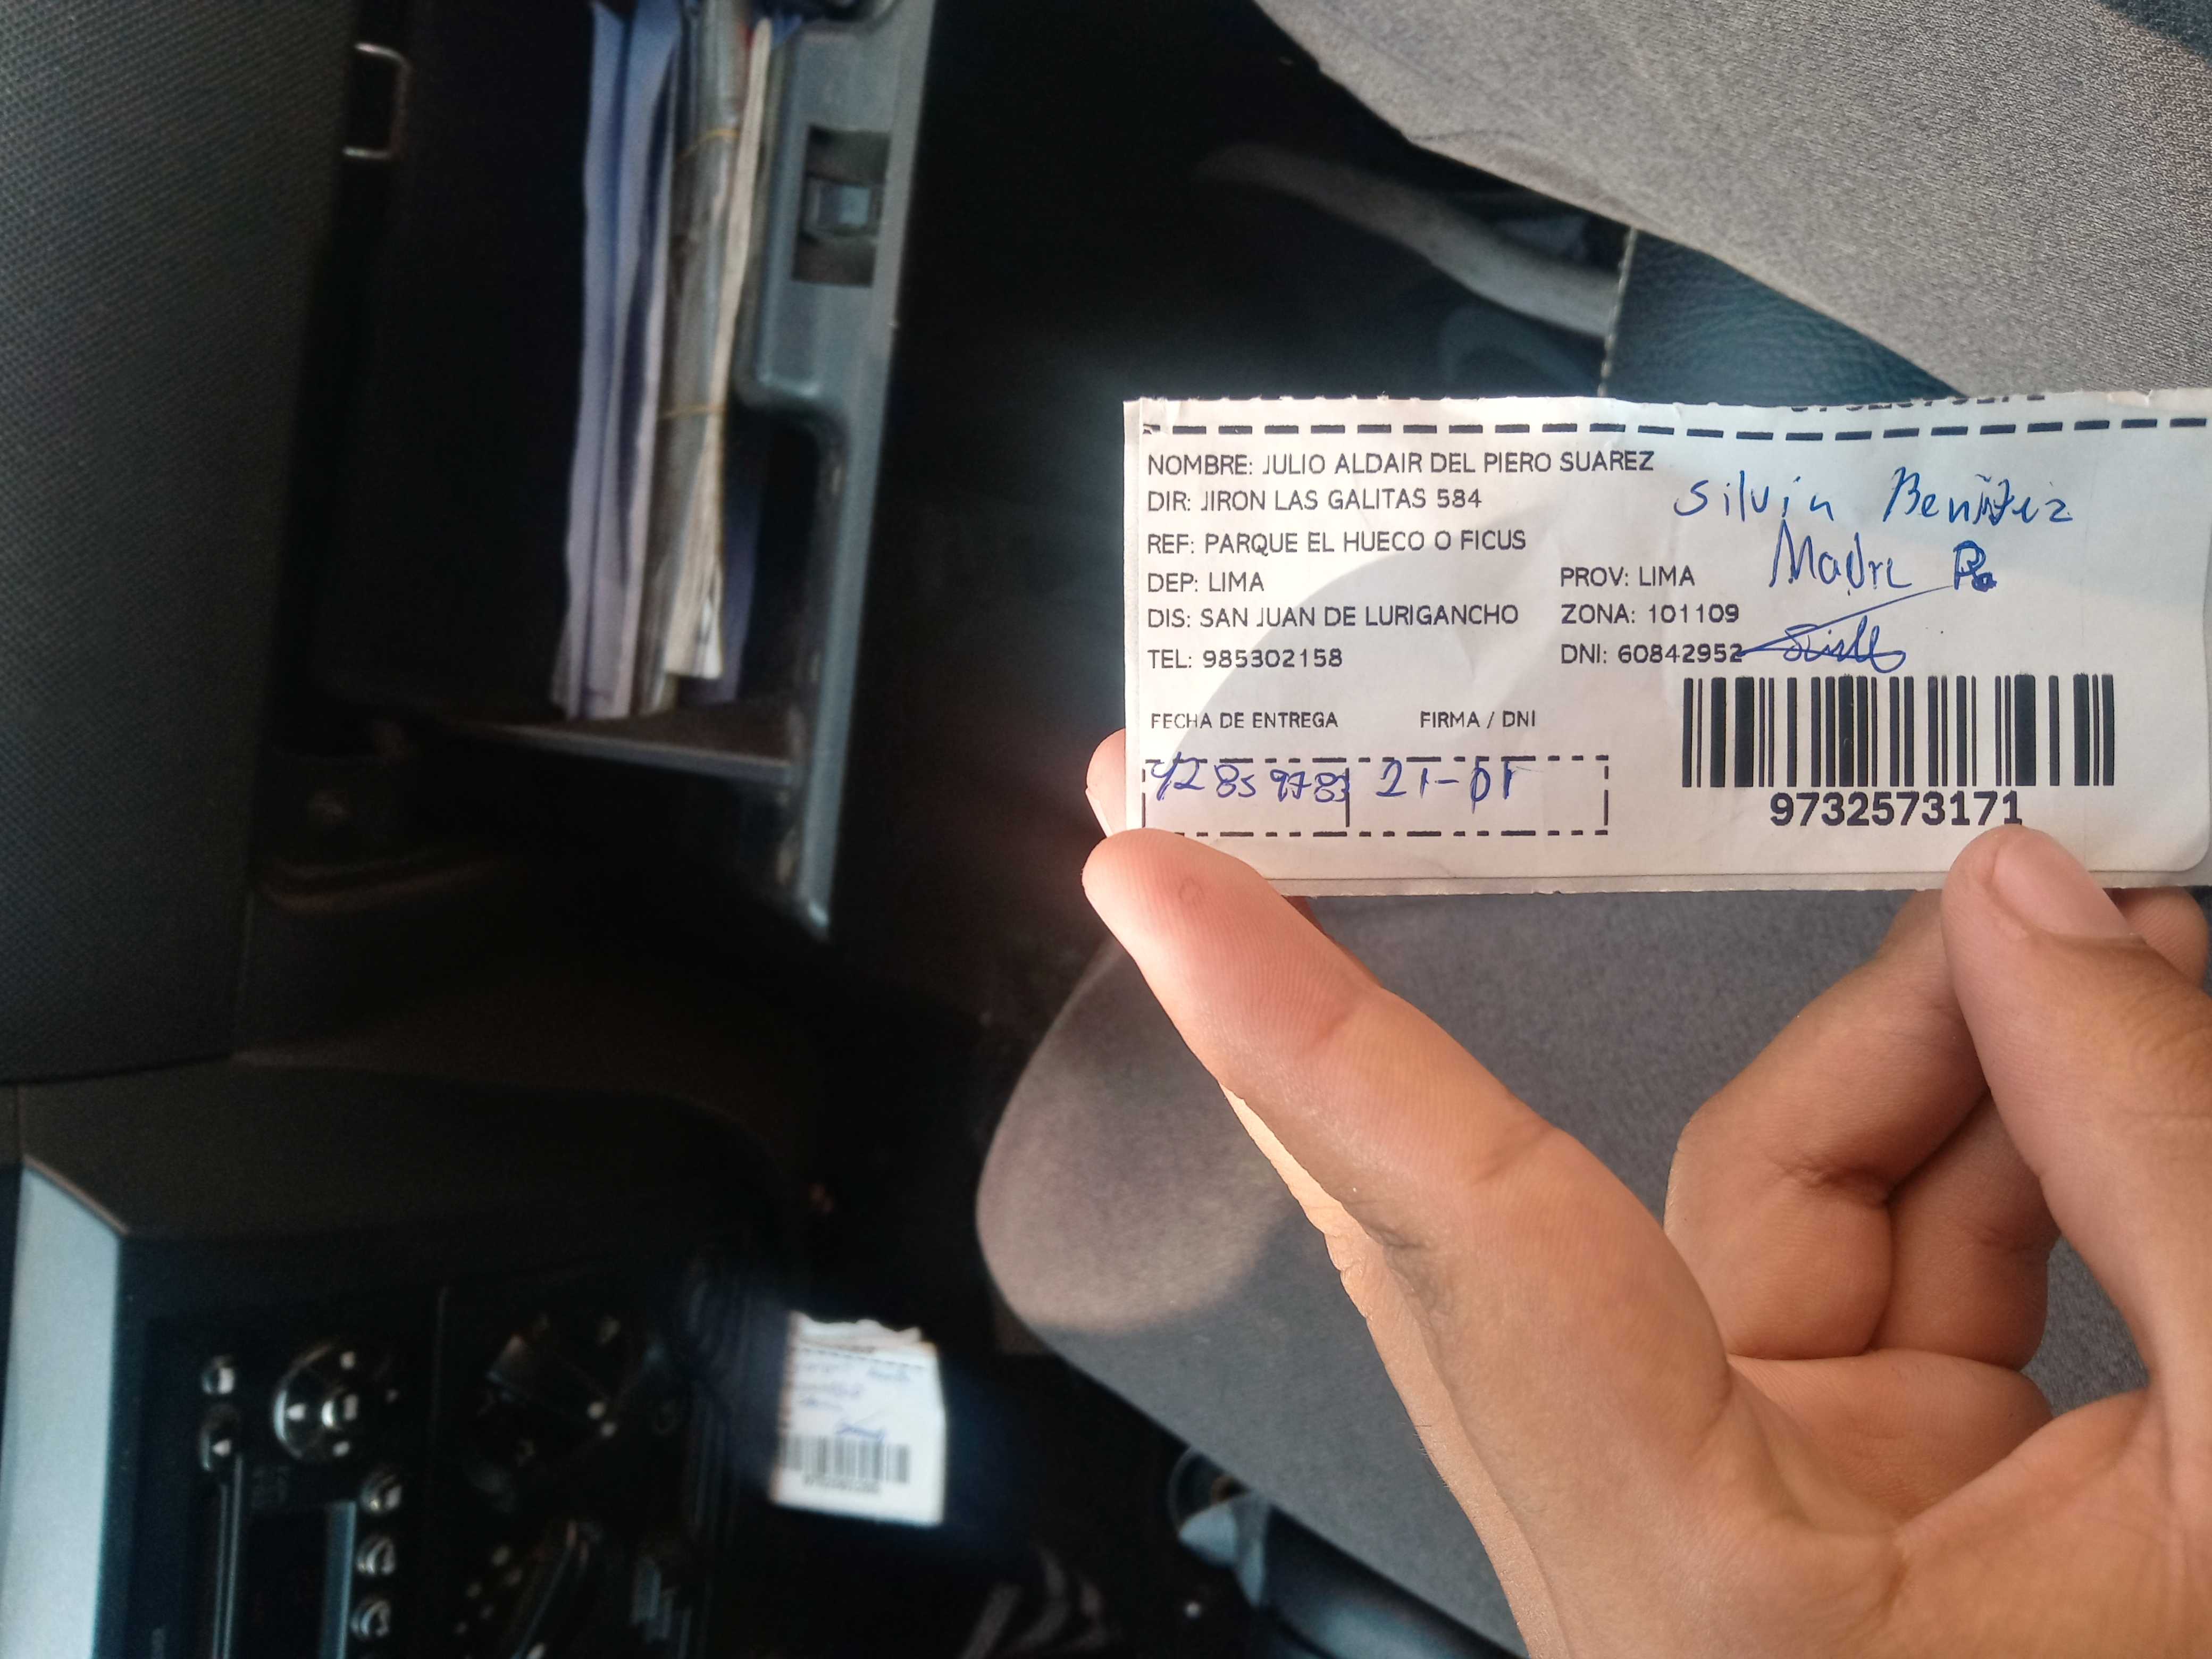 NOMBRE: JULIO ALDAIR DEL PIERO SUAREZ
DIR: JIRON LAS GALITAS 584
Silvia Benitez
REF: PARQUE EL HUECO O FICUS
Madre
DEP: LIMA PROV: LIMA
DIS: SAN JUAN DE LURIGANCHO ZONA: 101109
TEL: 985302158 DNI: 60842952
FECHA DE ENTREGA FIRMA / DNI
42859783 21-01
9732573171